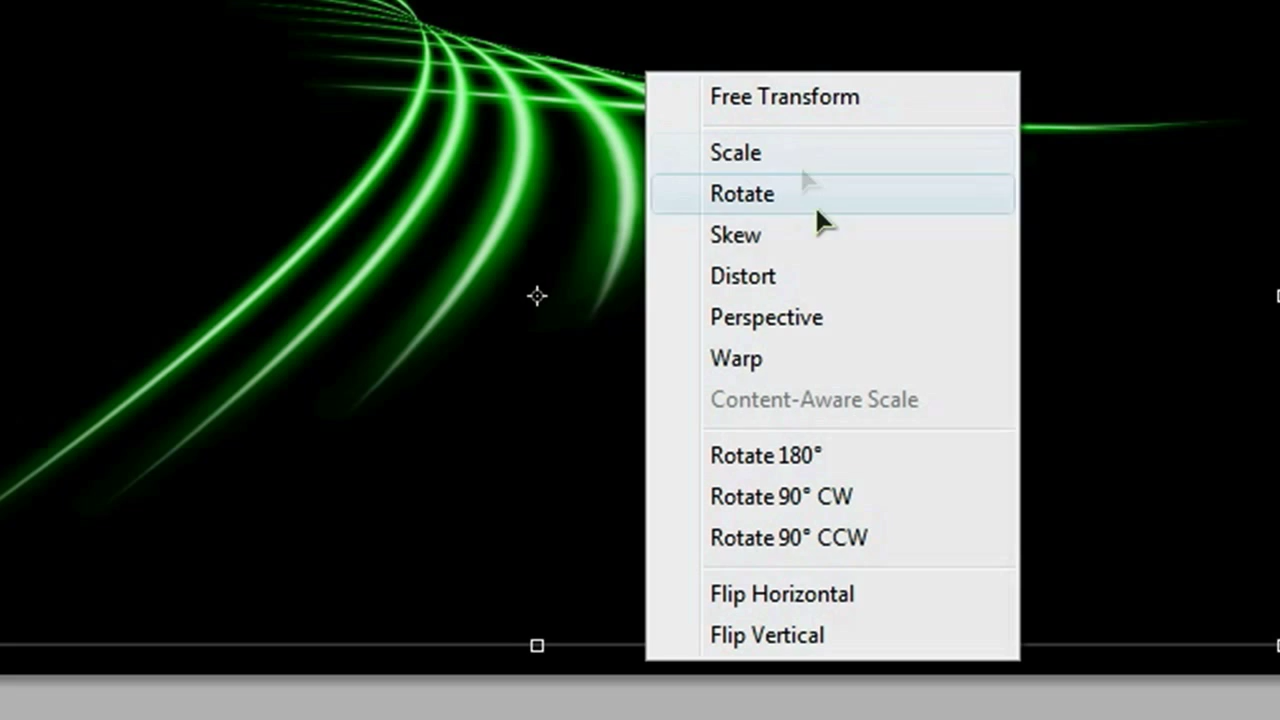 Free Transform
Scale
Rotate
Skew
Distort
Perspective
Warp
Content-Aware Scale
Rotate 180°
Rotate 90° CW
Rotate 90° CCW
Flip Horizontal
Flip Vertical